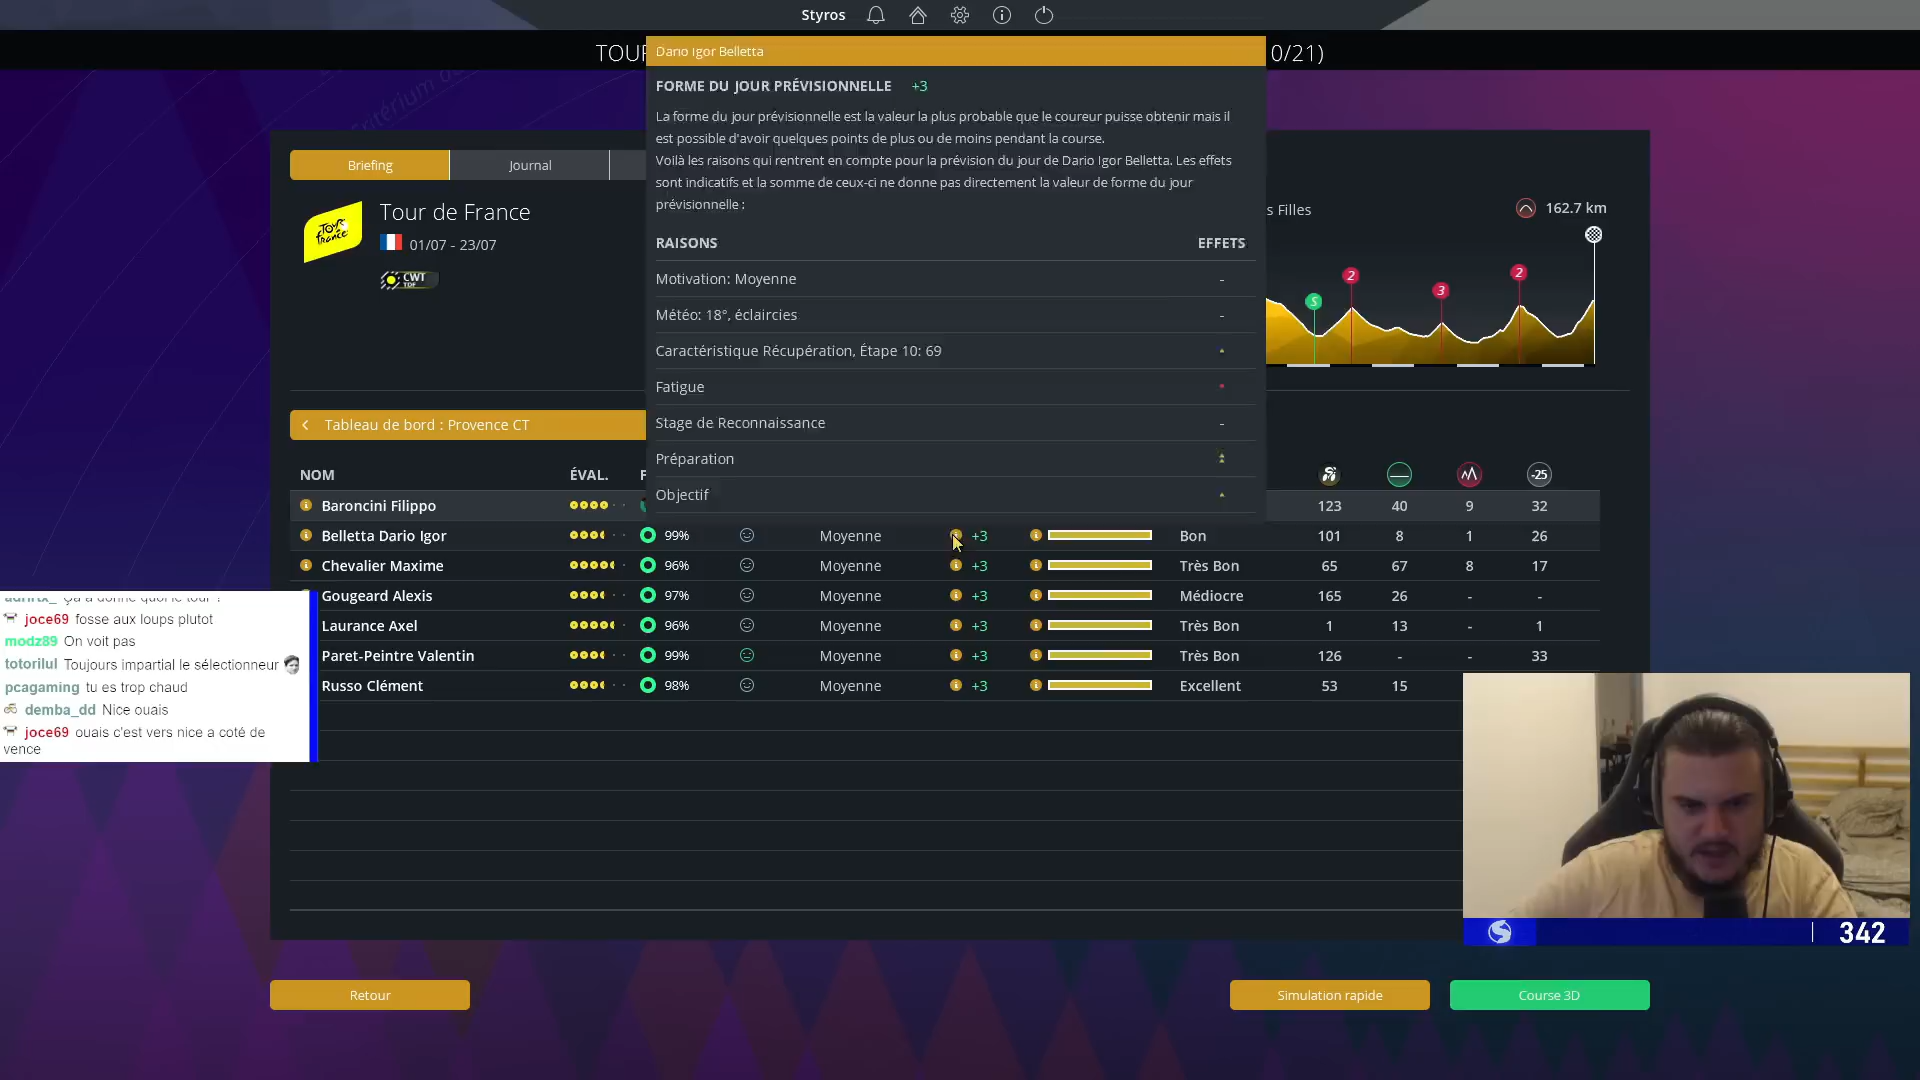 Styros
TOUR
0/21)
Dario Igor Belletta
FORME DU JOUR PRÉVISIONNELLE +3
La forme du jour prévisionnelle est la valeur la plus probable que le coureur puisse obtenir mais il
est possible d'avoir quelques points de plus ou de moins pendant la course.
Voilà les raisons qui rentrent en compte pour la prévision du jour de Dario Igor Belletta. Les effets
sont indicatifs et la somme de ceux-ci ne donne pas directement la valeur de forme du jour
prévisionnelle :
RAISONS EFFETS
Motivation: Moyenne -
Météo: 18°, éclaircies -
Caractéristique Récupération, Étape 10: 69
Fatigue
Stage de Reconnaissance -
Préparation
Objectif
Briefing Journal
Tour de France
TOUR de france
01/07 - 23/07
CWT
TDF
s Filles 162.7 km
S 2 3 2
Tableau de bord : Provence CT
NOM ÉVAL. F -25
Baroncini Filippo 123 40 9 32
Belletta Dario Igor 99% Moyenne +3 Bon 101 8 1 26
Chevalier Maxime 96% Moyenne +3 Très Bon 65 67 8 17
Gougeard Alexis 97% Moyenne +3 Médiocre 165 26 - -
Laurance Axel 96% Moyenne +3 Très Bon 1 13 - 1
Paret-Peintre Valentin 99% Moyenne +3 Très Bon 126 - - 33
Russo Clément 98% Moyenne +3 Excellent 53 15
joce69 fosse aux loups plutot
modz89 On voit pas
totorilul Toujours impartial le sélectionneur
pcagaming tu es trop chaud
demba_dd Nice ouais
joce69 ouais c'est vers nice a coté de
vence
S 342
Retour Simulation rapide Course 3D